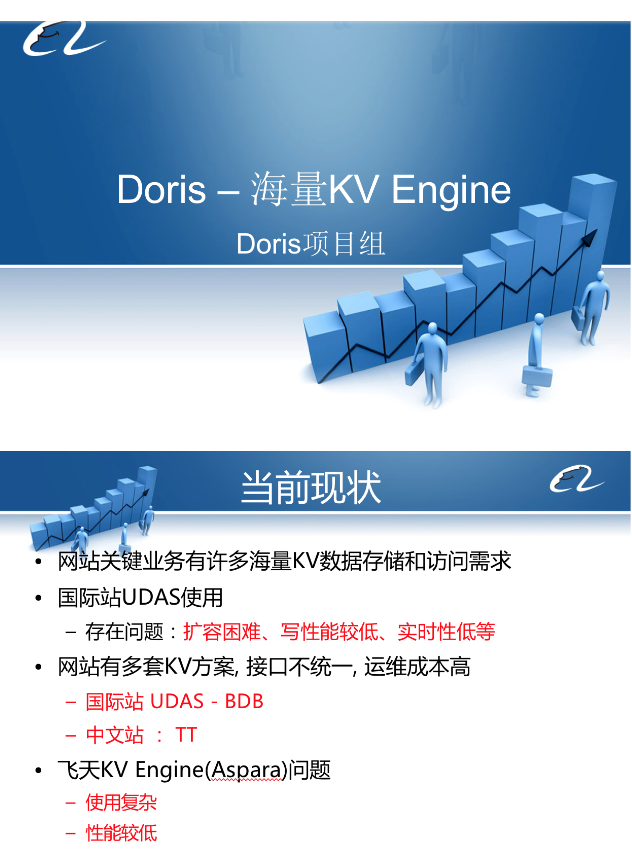 Doris – 海量KV Engine
Doris项目组
当前现状
• 网站关键业务有许多海量KV数据存储和访问需求
• 国际站UDAS使用
– 存在问题：扩容困难、写性能较低、实时性低等
• 网站有多套KV方案, 接口不统一, 运维成本高
– 国际站 UDAS - BDB
– 中文站 ： TT
• 飞天KV Engine(Aspara)问题
– 使用复杂
– 性能较低